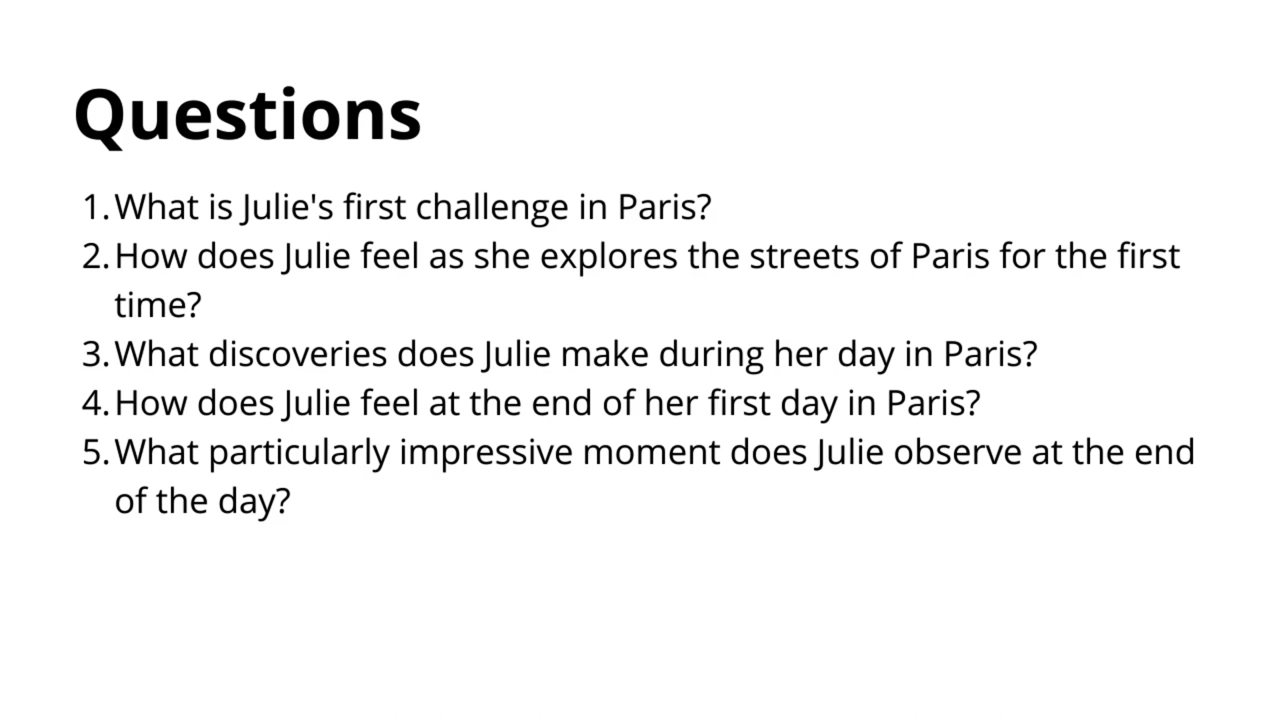 Questions
1. What is Julie's first challenge in Paris?
2. How does Julie feel as she explores the streets of Paris for the first
time?
3. What discoveries does Julie make during her day in Paris?
4. How does Julie feel at the end of her first day in Paris?
5. What particularly impressive moment does Julie observe at the end
of the day?